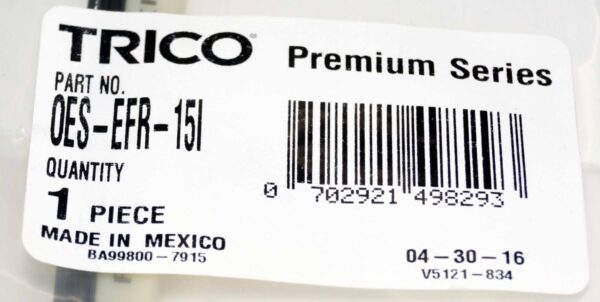 TRICO® Premium Series
PART NO.
OES-EFR-15I
QUANTITY
1 PIECE
MADE IN MEXICO
BA99800-7915
0 702921 498293
04-30-16
V5121-834